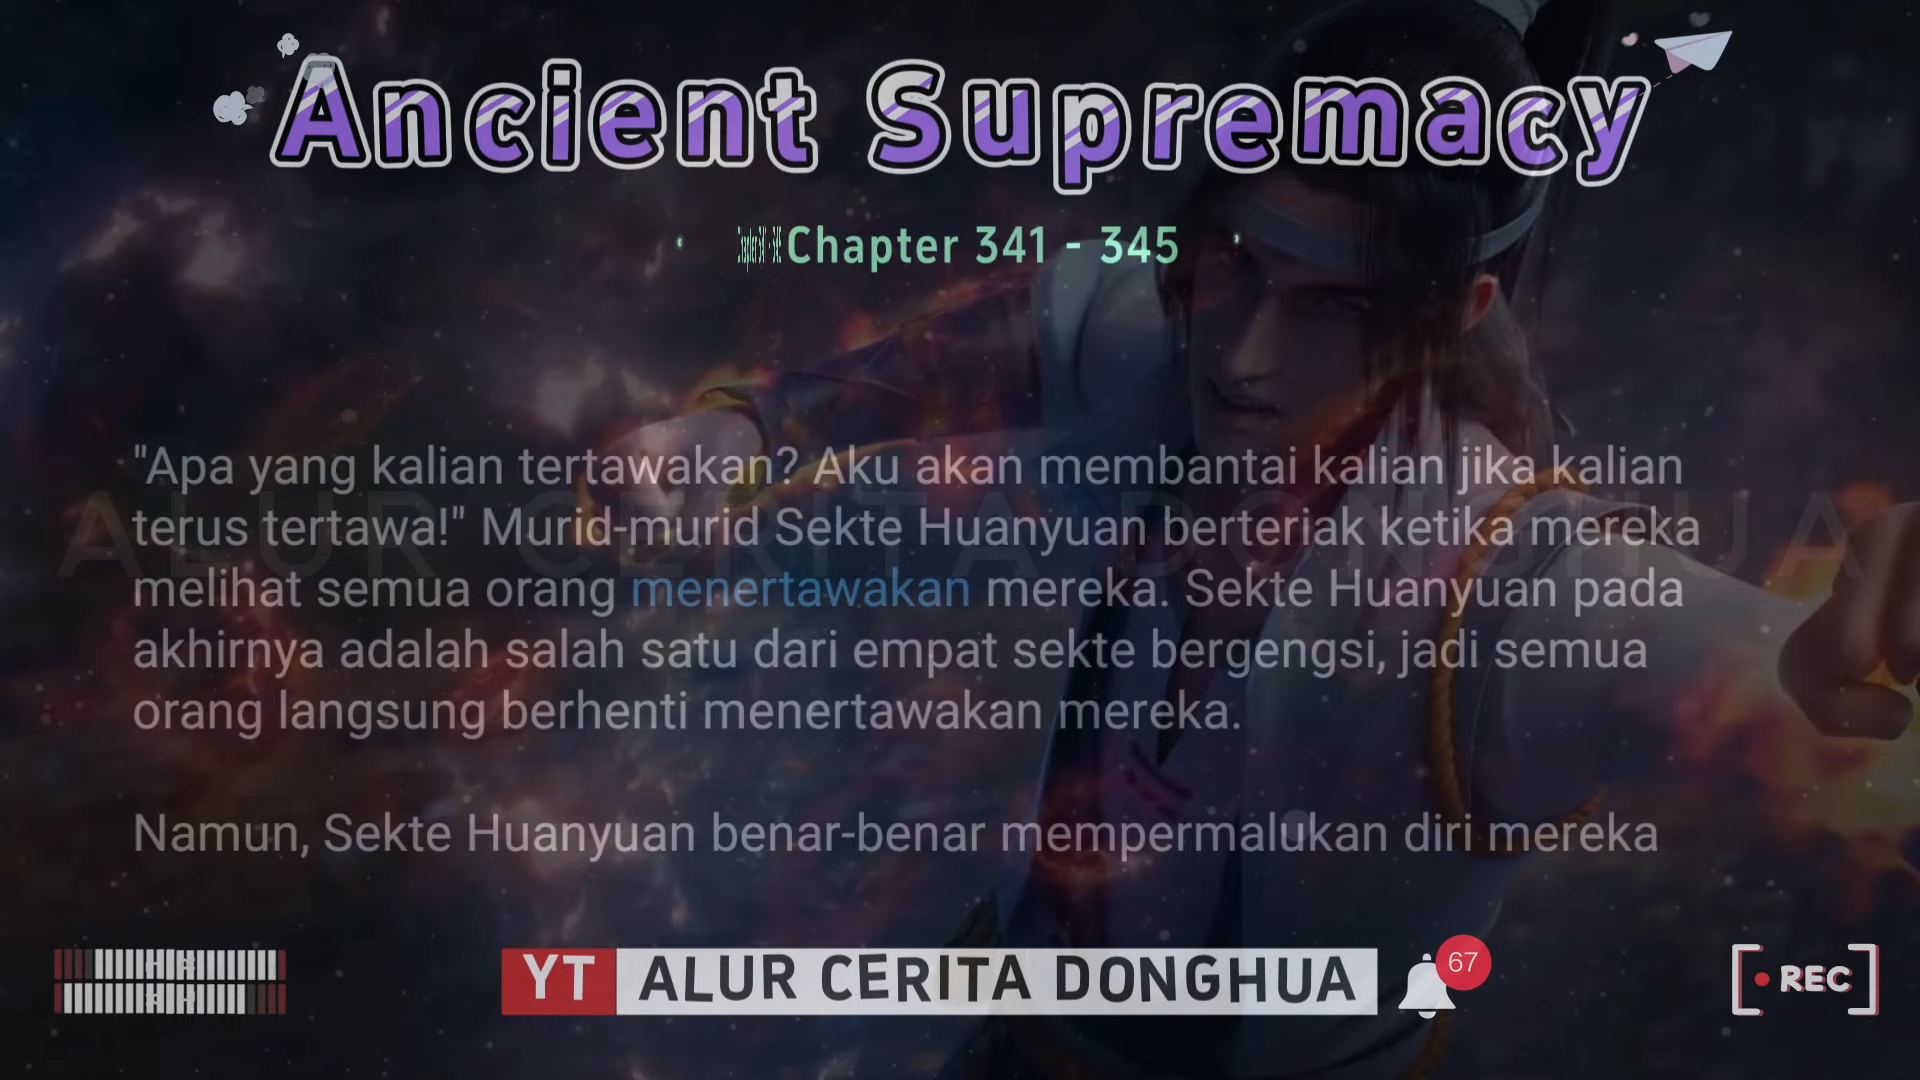 Ancient Supremacy
Chapter 341 - 345
"Apa yang kalian tertawakan? Aku akan membantai kalian jika kalian
terus tertawa!" Murid-murid Sekte Huanyuan berteriak ketika mereka
melihat semua orang menertawakan mereka. Sekte Huanyuan pada
akhirnya adalah salah satu dari empat sekte bergengsi, jadi semua
orang langsung berhenti menertawakan mereka.
Namun, Sekte Huanyuan benar-benar mempermalukan diri mereka
ALUR CERITA DONGHUA
YT ALUR CERITA DONGHUA
67
REC